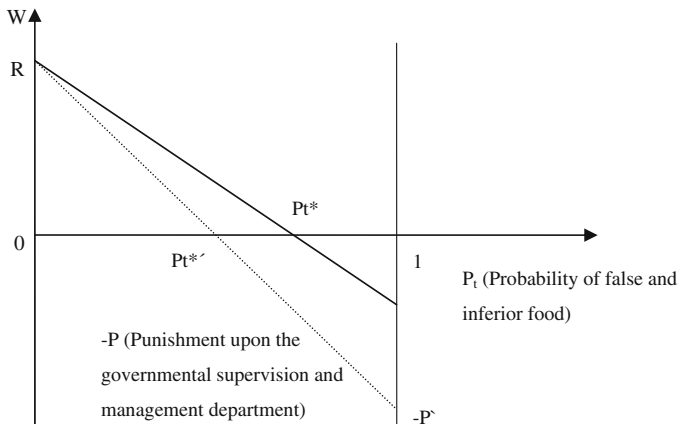 W
R
Pt*
0
Pt*´
1
Pₜ (Probability of false and
inferior food)
-P (Punishment upon the
governmental supervision and
management department)
-P`